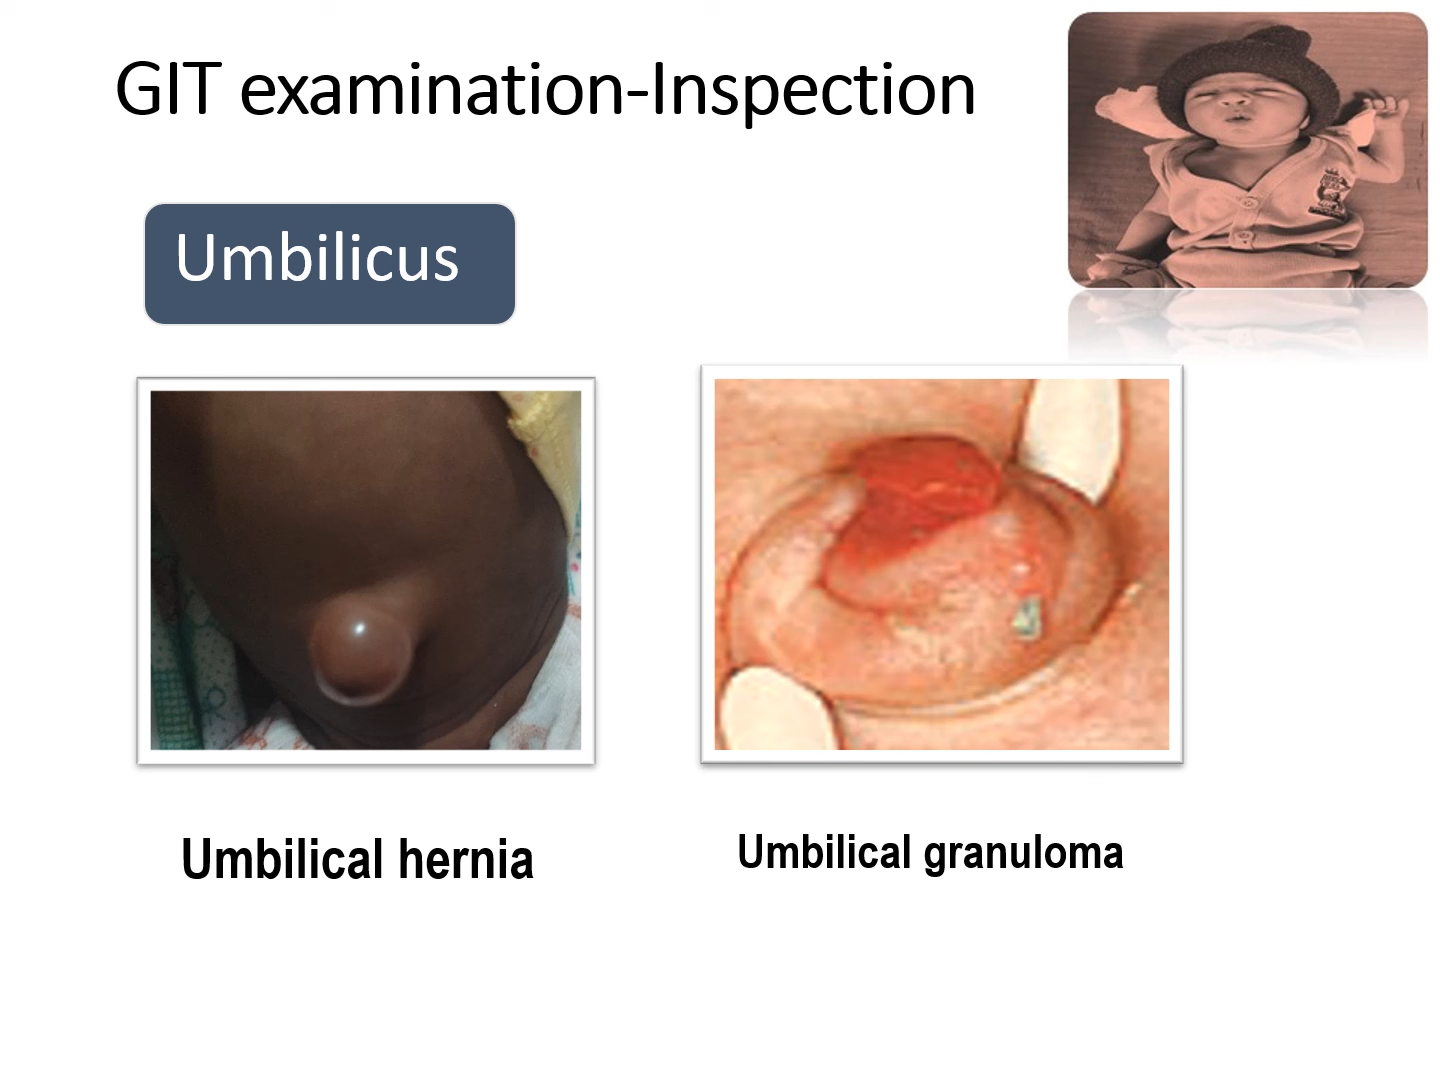 GIT examination-Inspection
Umbilicus
Umbilical hernia
Umbilical granuloma